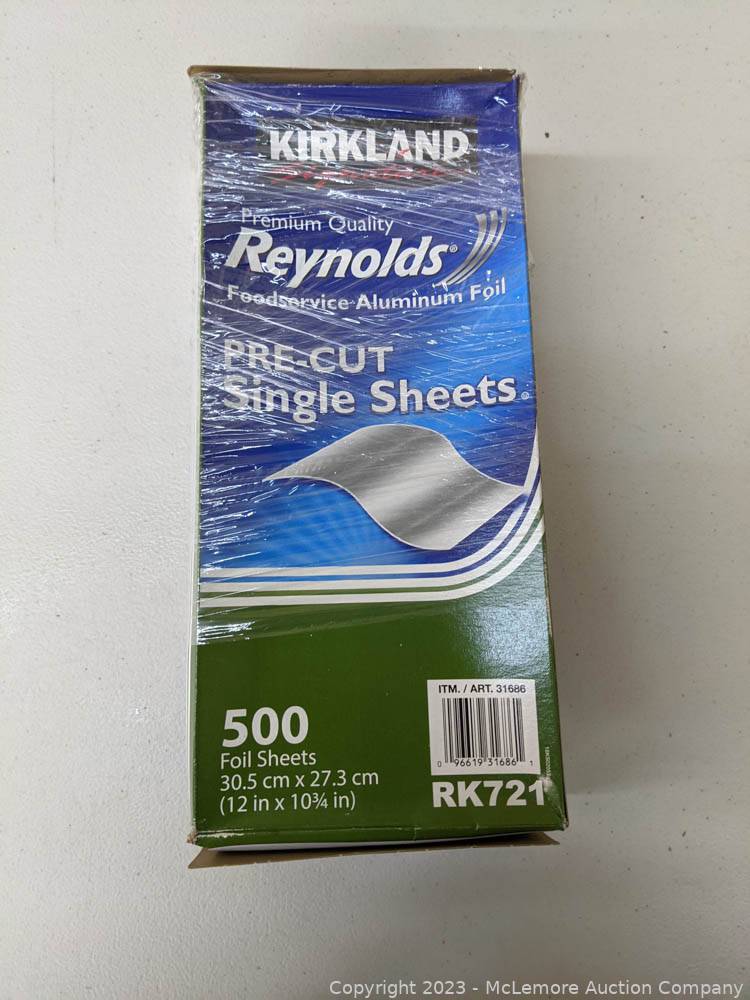 KIRKLAND
Signature
Premium Quality
Reynolds®
Foodservice Aluminum Foil
PRE-CUT
Single Sheets®
ITM. / ART. 31686
0 96619 31686 1
500
Foil Sheets
30.5 cm x 27.3 cm
(12 in x 10¾ in)
RK721
Copyright 2023 - McLemore Auction Company